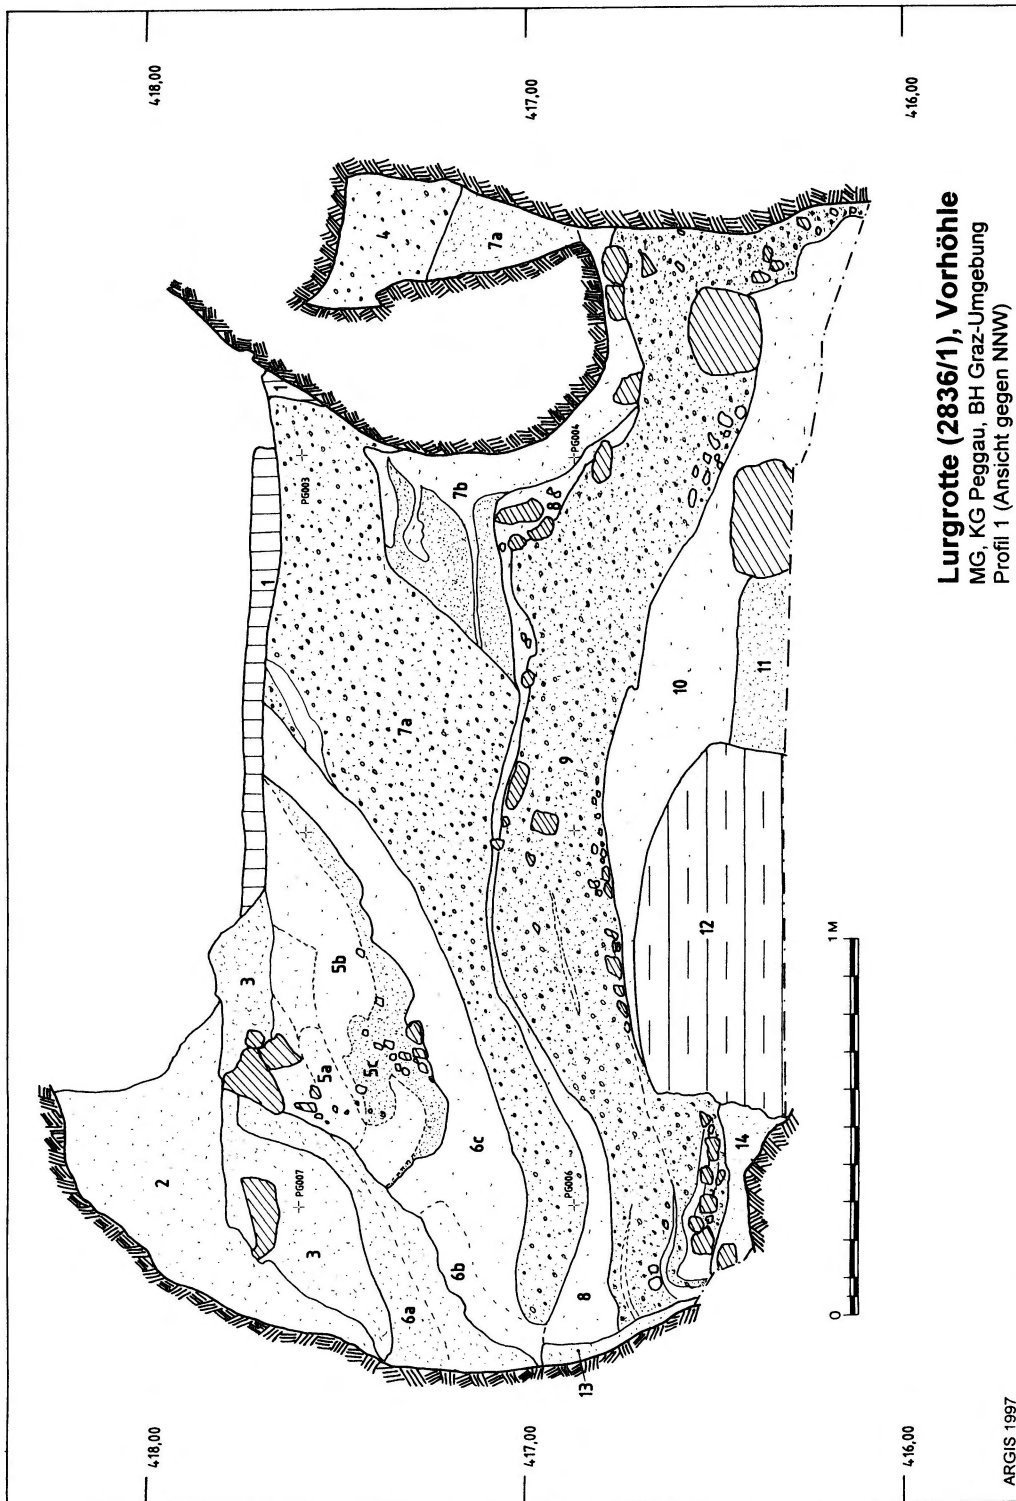 418,00
418,00
417,00
417,00
416,00
416,00
1
1
2
3
3
4
5a
5b
5c
6a
6b
6c
7a
7a
7b
8
8
9
10
11
12
13
14
PG003
PG004
PG006
PG007
0
1M
Lurgrotte (2836/1), Vorhöhle
MG, KG Peggau, BH Graz-Umgebung
Profil 1 (Ansicht gegen NNW)
ARGIS 1997